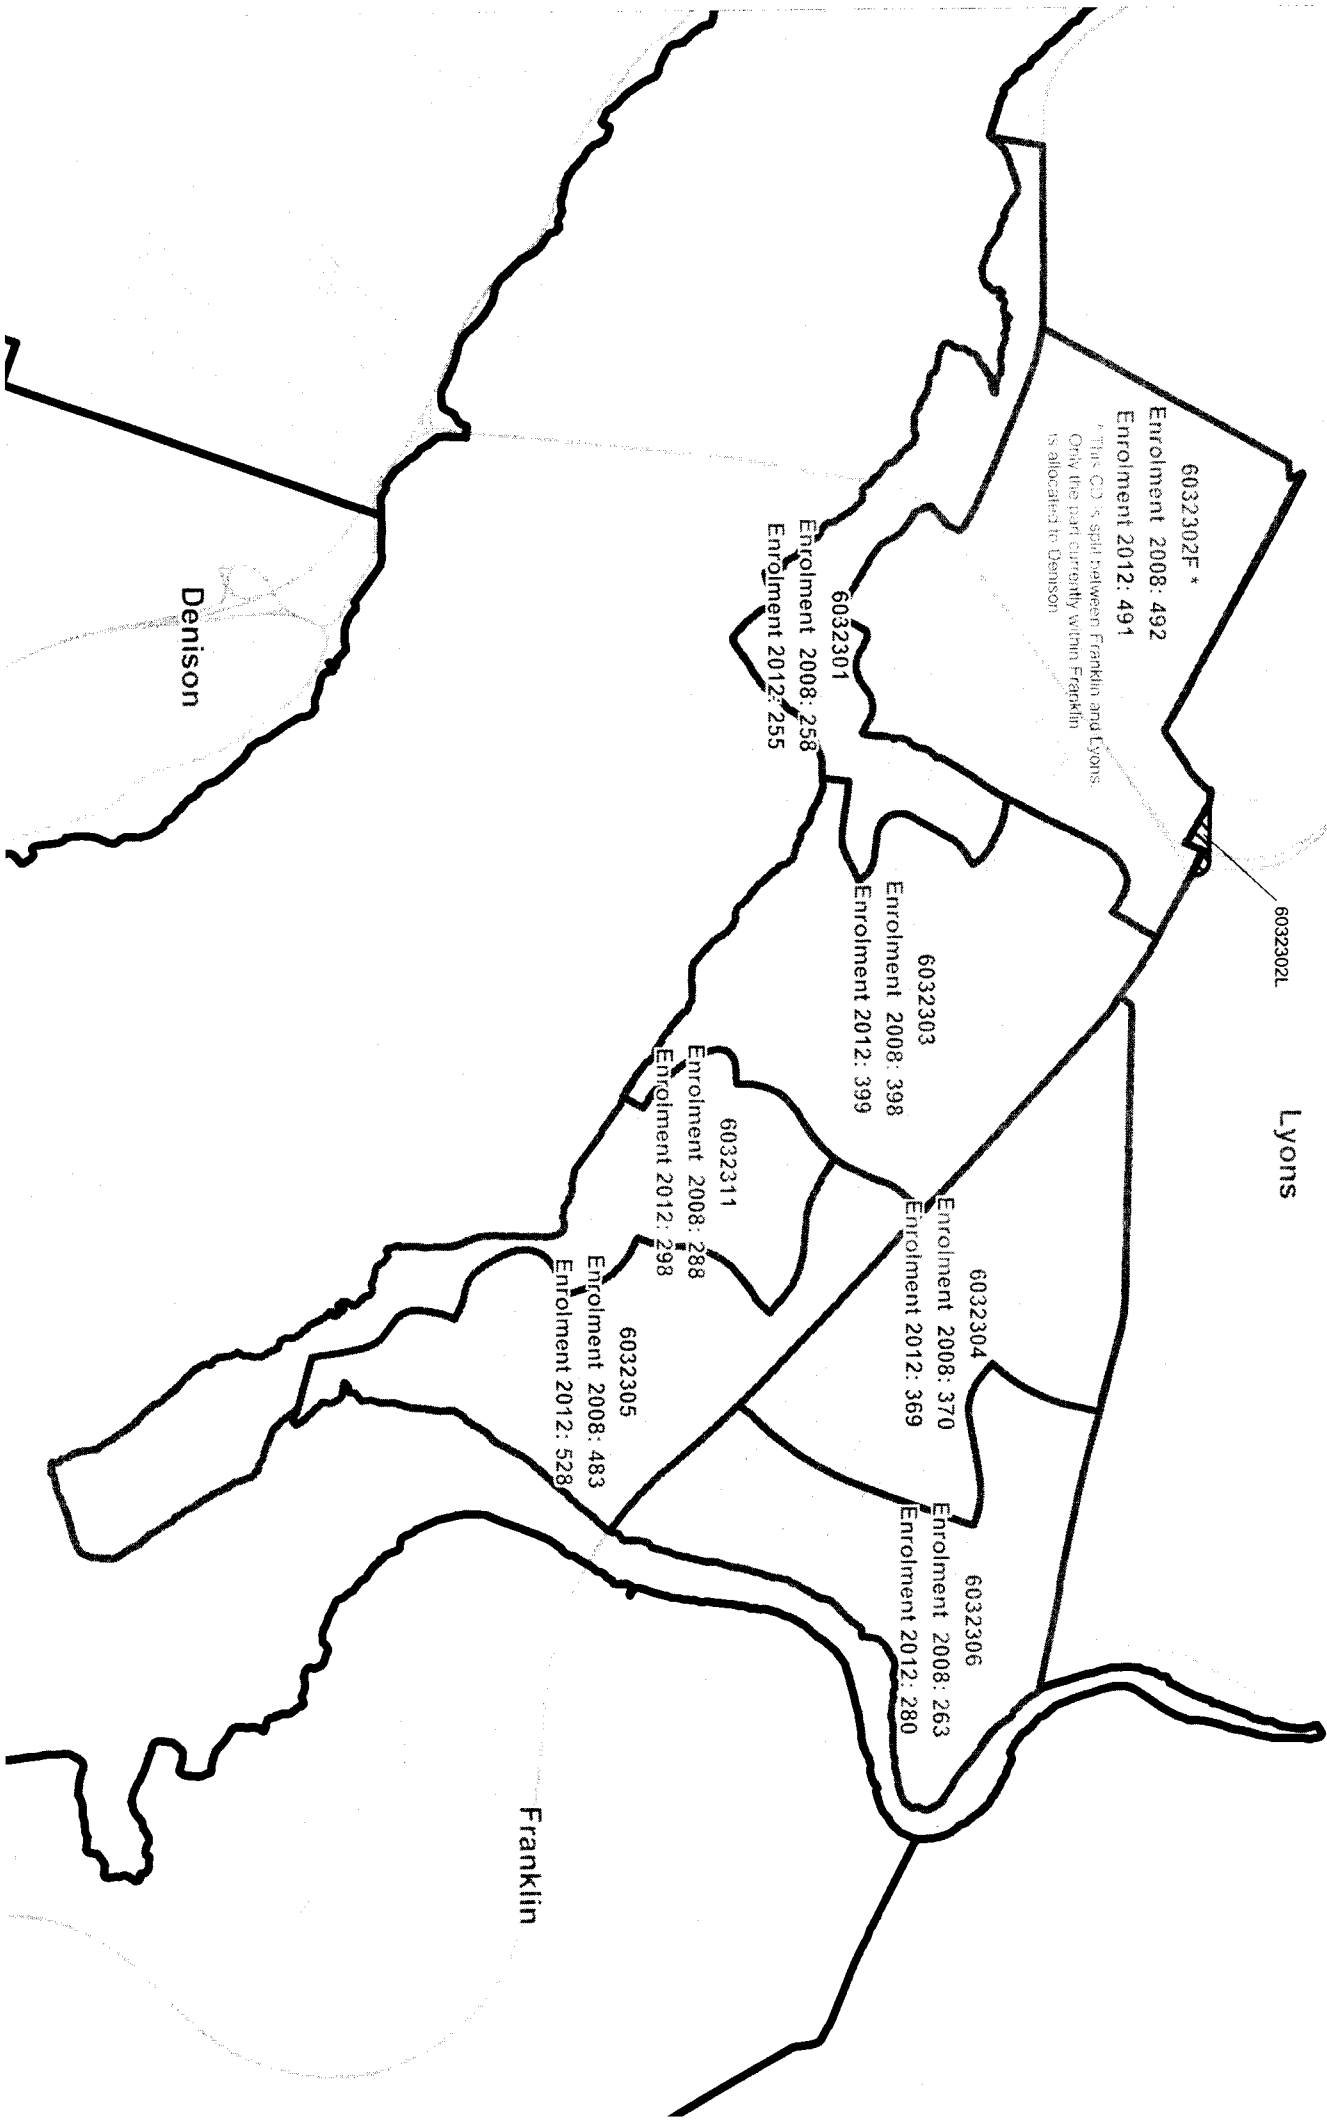 Lyons
6032302L
6032302F *
Enrolment 2008: 492
Enrolment 2012: 491
* This CD is split between Franklin and Lyons.
Only the part currently within Franklin
is allocated to Denison
6032301
Enrolment 2008: 258
Enrolment 2012: 255
6032303
Enrolment 2008: 398
Enrolment 2012: 399
6032304
Enrolment 2008: 370
Enrolment 2012: 369
6032306
Enrolment 2008: 263
Enrolment 2012: 280
6032311
Enrolment 2008: 288
Enrolment 2012: 298
6032305
Enrolment 2008: 483
Enrolment 2012: 528
Franklin
Denison